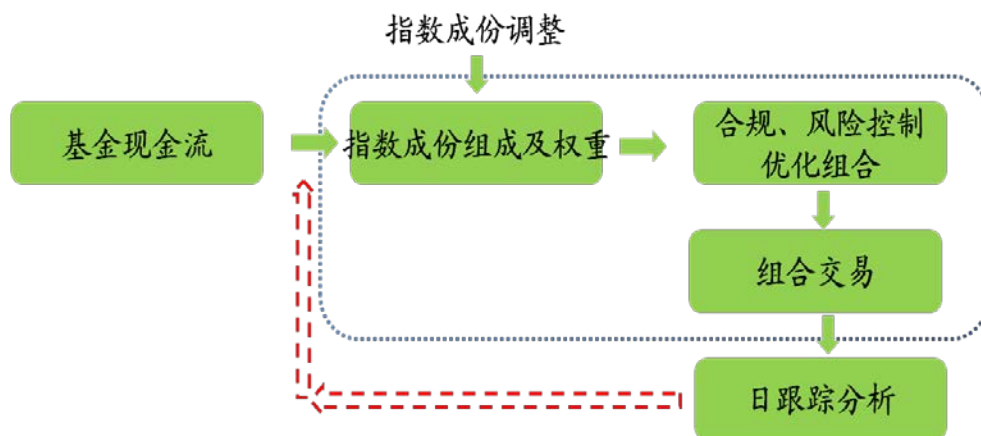 指数成份调整
基金现金流
指数成份组成及权重
合规、风险控制
优化组合
组合交易
日跟踪分析